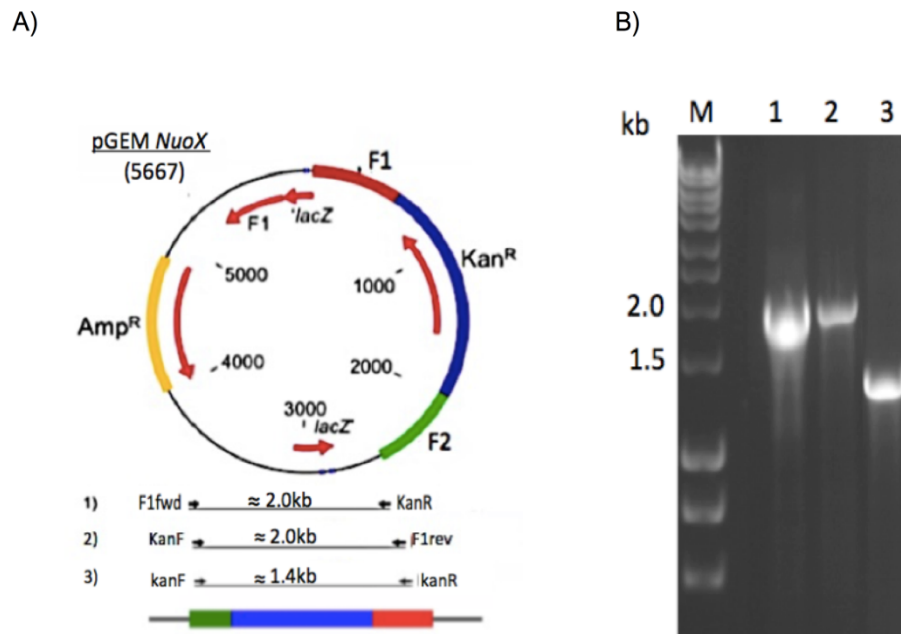 A)
B)
pGEM NuoX
(5667)
F1
'lacZ
F1
5000
KanR
1000
AmpR
4000
2000
3000
lacZ'
F2
1) F1fwd ≈ 2.0kb KanR
2) KanF ≈ 2.0kb F1rev
3) kanF ≈ 1.4kb kanR
kb M 1 2 3
2.0
1.5